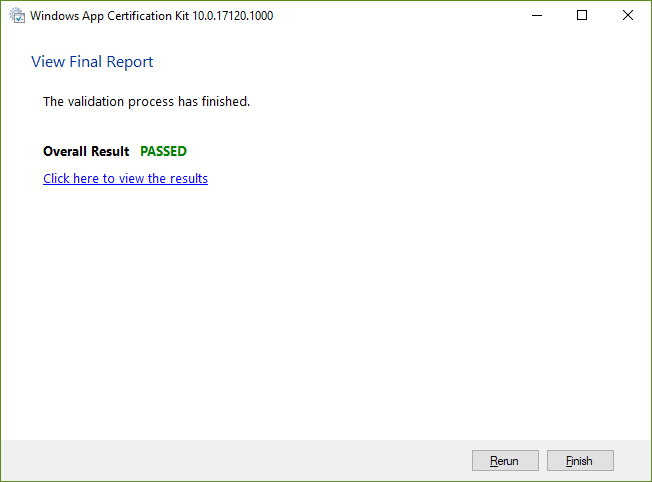 Windows App Certification Kit 10.0.17120.1000
View Final Report
The validation process has finished.
Overall Result PASSED
Click here to view the results
Rerun Finish